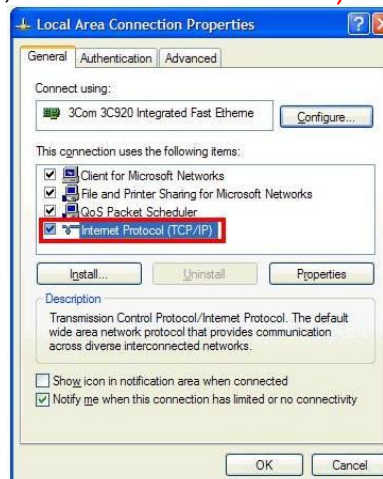 Local Area Connection Properties
General Authentication Advanced
Connect using:
3Com 3C920 Integrated Fast Etheme
Configure...
This connection uses the following items:
Client for Microsoft Networks
File and Printer Sharing for Microsoft Networks
QoS Packet Scheduler
Internet Protocol (TCP/IP)
Install... Uninstall Properties
Description
Transmission Control Protocol/Internet Protocol. The default
wide area network protocol that provides communication
across diverse interconnected networks.
Show icon in notification area when connected
Notify me when this connection has limited or no connectivity
OK Cancel